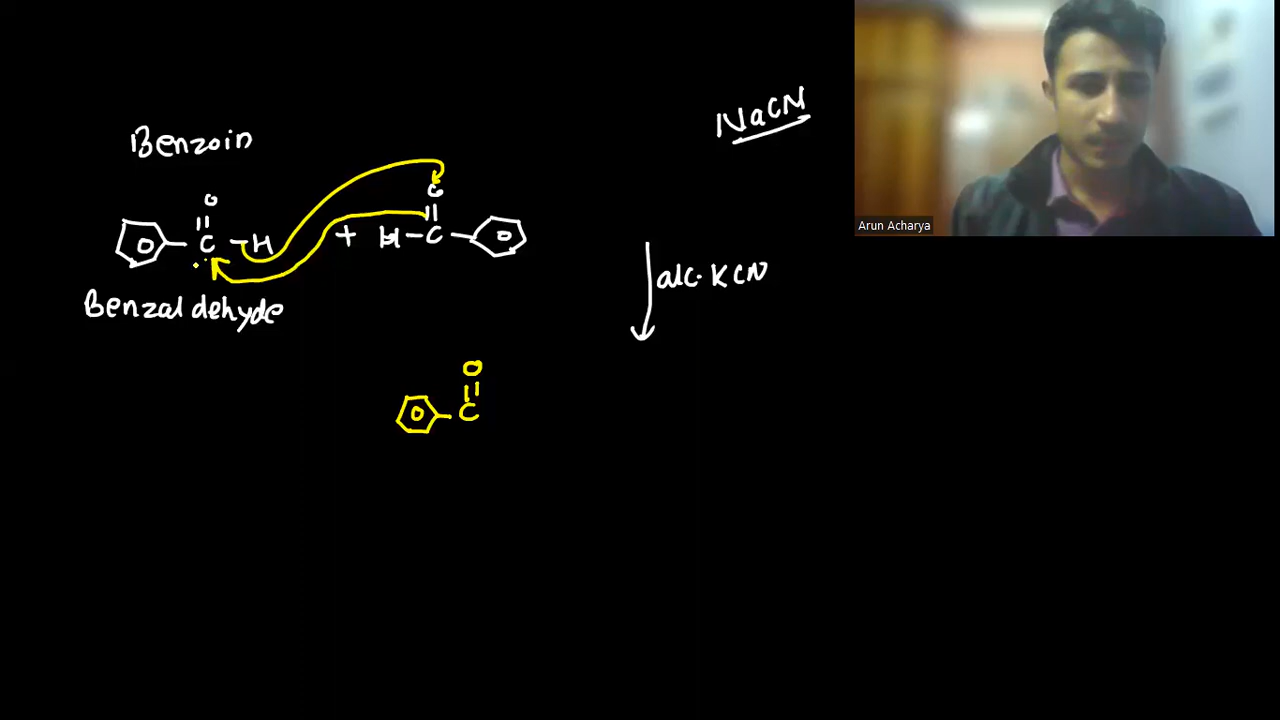 NaCN
Benzoin
O
O
C
H
+
H
C
Benzaldehyde
alc. KCN
O
C
Arun Acharya